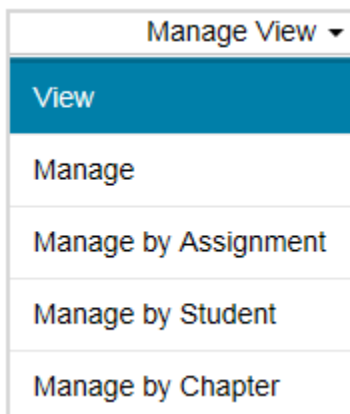 Manage View
View
Manage
Manage by Assignment
Manage by Student
Manage by Chapter